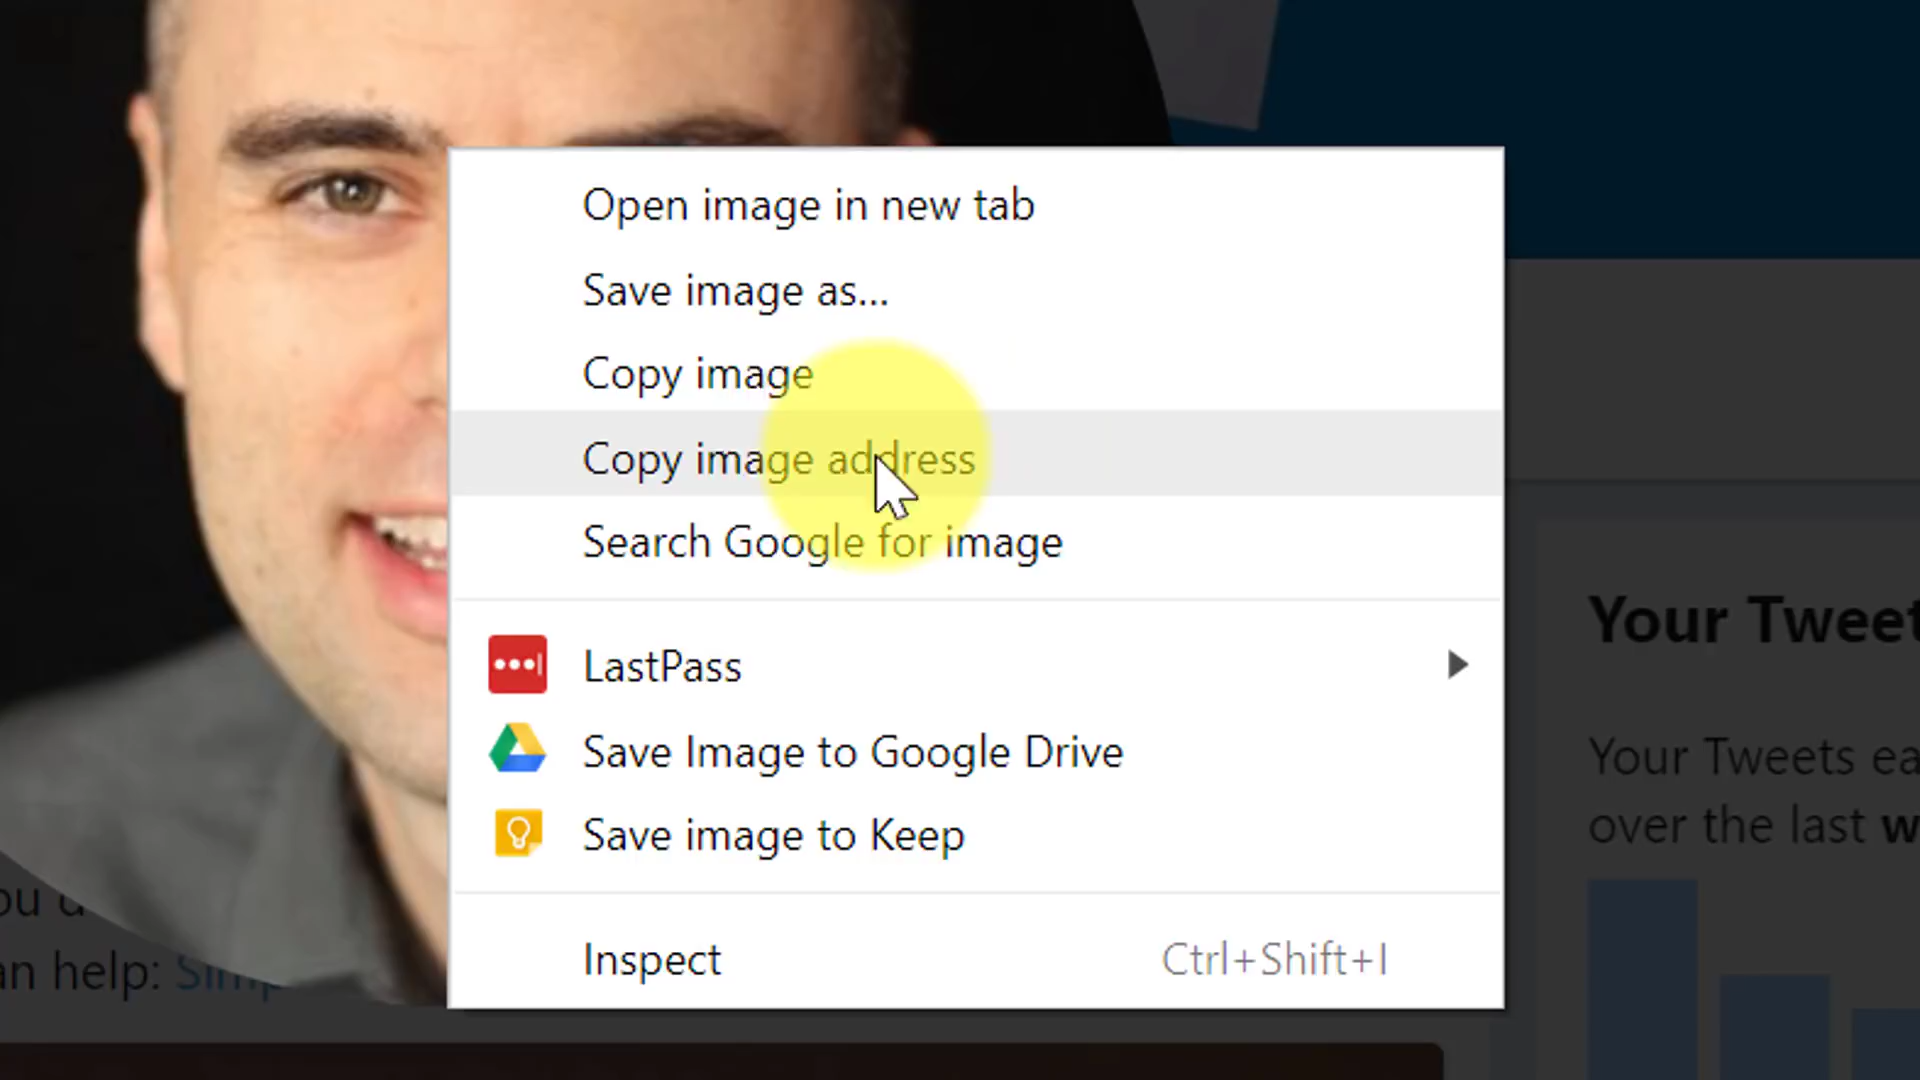 Open image in new tab
Save image as...
Copy image
Copy image address
Search Google for image
LastPass
Save Image to Google Drive
Save image to Keep
Inspect Ctrl+Shift+I
an help:
Your
Your Tweets
over the last